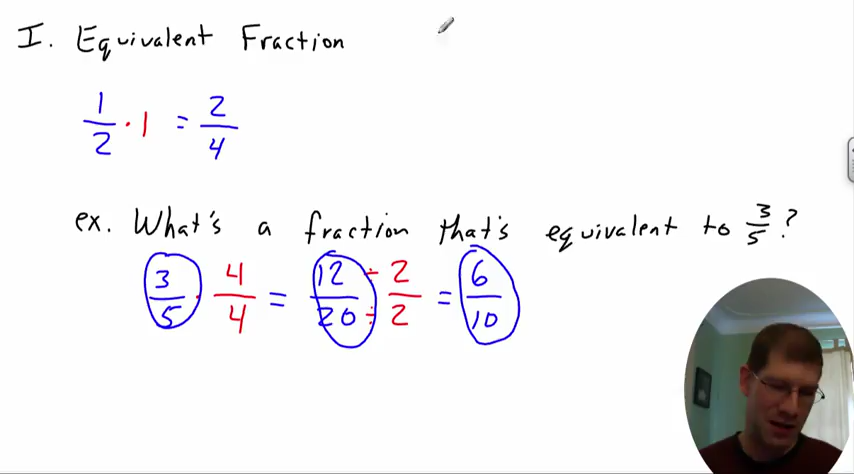 I. Equivalent Fraction
1/2 · 1 = 2/4
ex. What's a fraction that's equivalent to 3/5?
3/5 · 4/4 = 12/20 ÷ 2/2 = 6/10